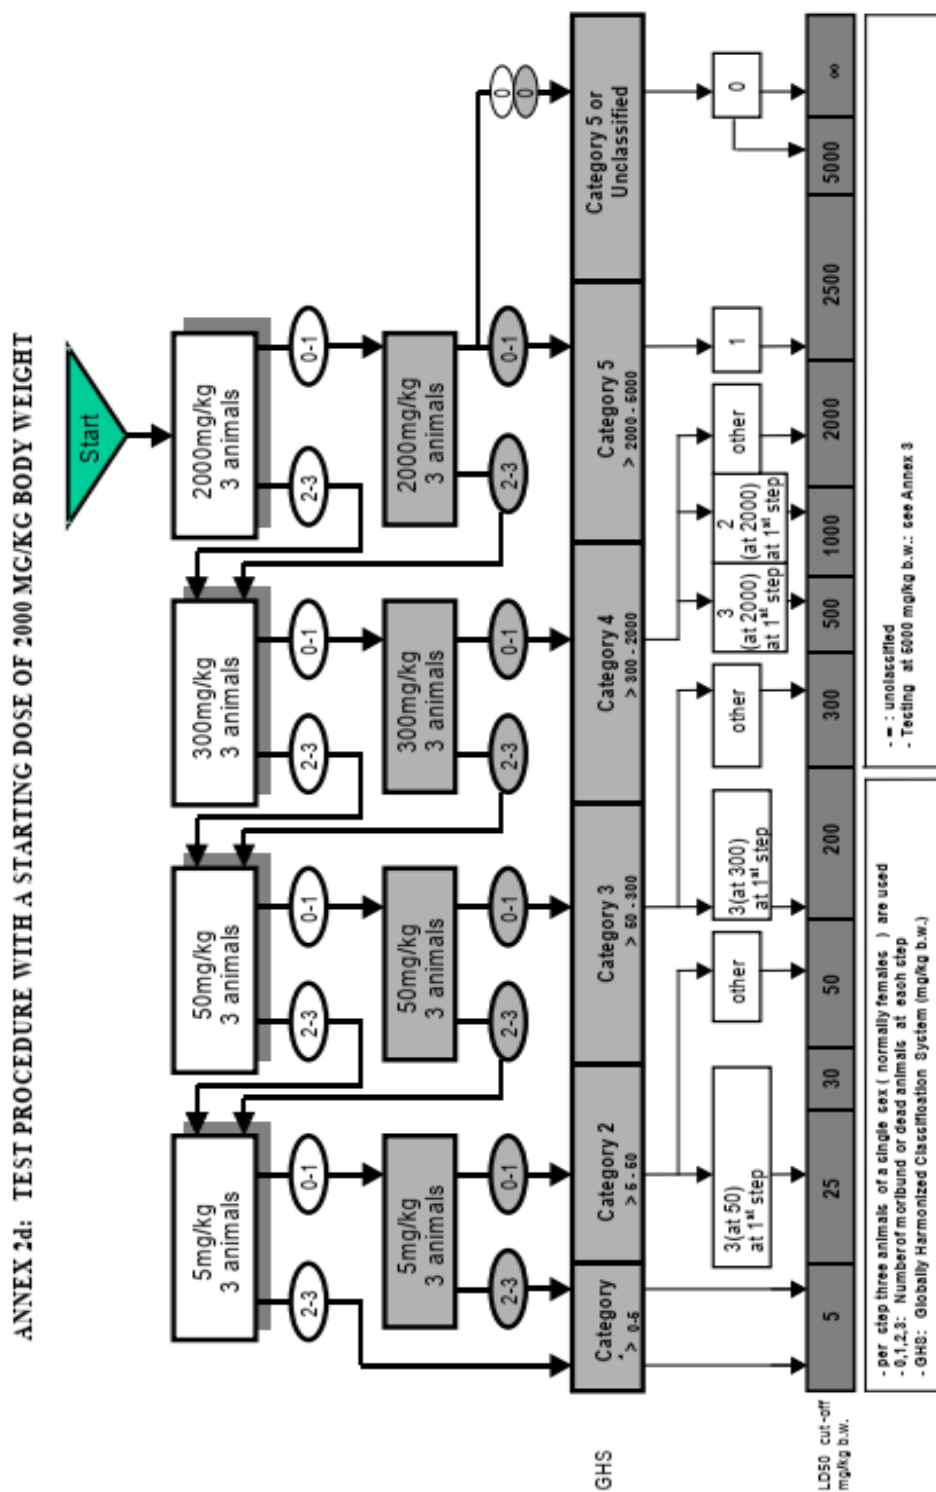 ANNEX 2d: TEST PROCEDURE WITH A STARTING DOSE OF 2000 MG/KG BODY WEIGHT
Start
5mg/kg
3 animals
50mg/kg
3 animals
300mg/kg
3 animals
2000mg/kg
3 animals
2-3
0-1
2-3
0-1
2-3
0-1
2-3
0-1
5mg/kg
3 animals
50mg/kg
3 animals
300mg/kg
3 animals
2000mg/kg
3 animals
2-3
0-1
2-3
0-1
2-3
0-1
2-3
0-1
0
0
GHS
Category
> 0-5
Category 2
> 5 - 50
Category 3
> 50 - 300
Category 4
> 300 - 2000
Category 5
> 2000 - 5000
Category 5 or
Unclassified
3(at 50)
at 1st step
other
3(at 300)
at 1st step
other
3
(at 2000)
at 1st step
2
(at 2000)
at 1st step
other
1
0
LD50 cut-off
mg/kg b.w.
5
25
30
50
200
300
500
1000
2000
2500
5000
∞
- per step three animals of a single sex ( normally females ) are used
- 0,1,2,3: Number of moribund or dead animals at each step
- GHS: Globally Harmonized Classification System (mg/kg b.w.)
- ∞ : unclassified
- Testing at 5000 mg/kg b.w.: see Annex 3